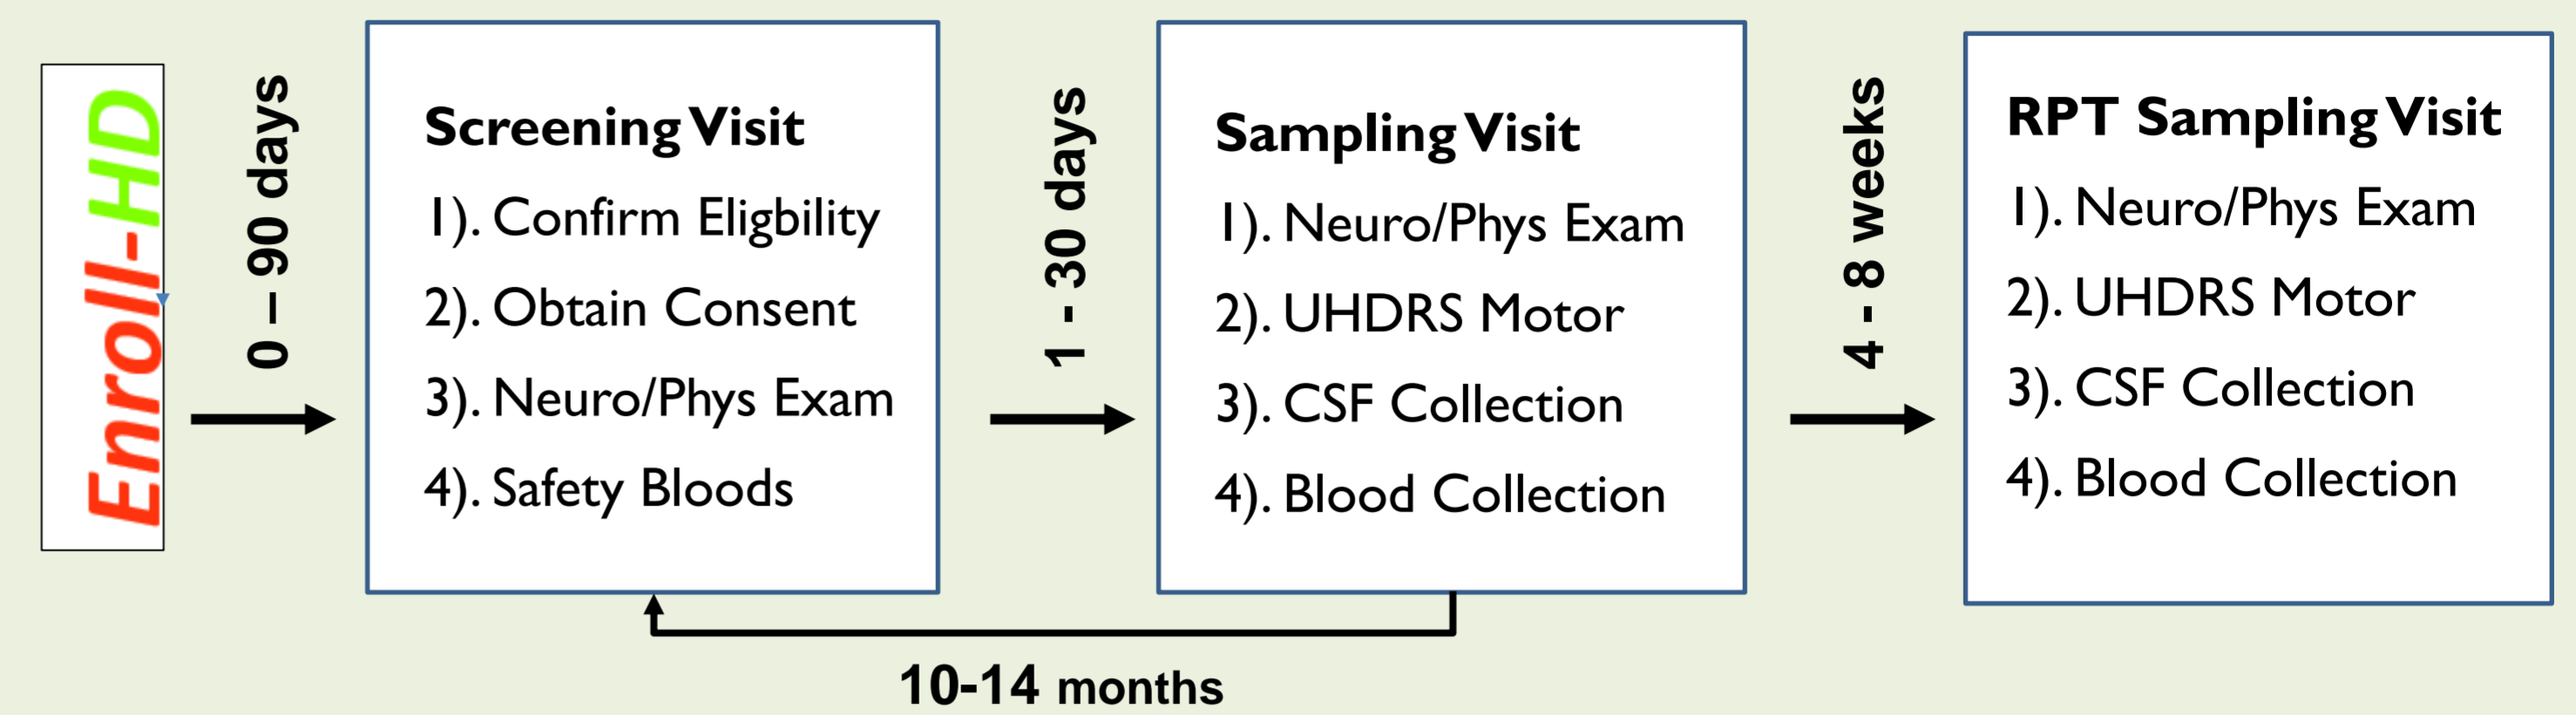 Enroll-HD
0 – 90 days
Screening Visit
1). Confirm Eligbility
2). Obtain Consent
3). Neuro/Phys Exam
4). Safety Bloods
1 - 30 days
Sampling Visit
1). Neuro/Phys Exam
2). UHDRS Motor
3). CSF Collection
4). Blood Collection
4 - 8 weeks
RPT Sampling Visit
1). Neuro/Phys Exam
2). UHDRS Motor
3). CSF Collection
4). Blood Collection
10-14 months